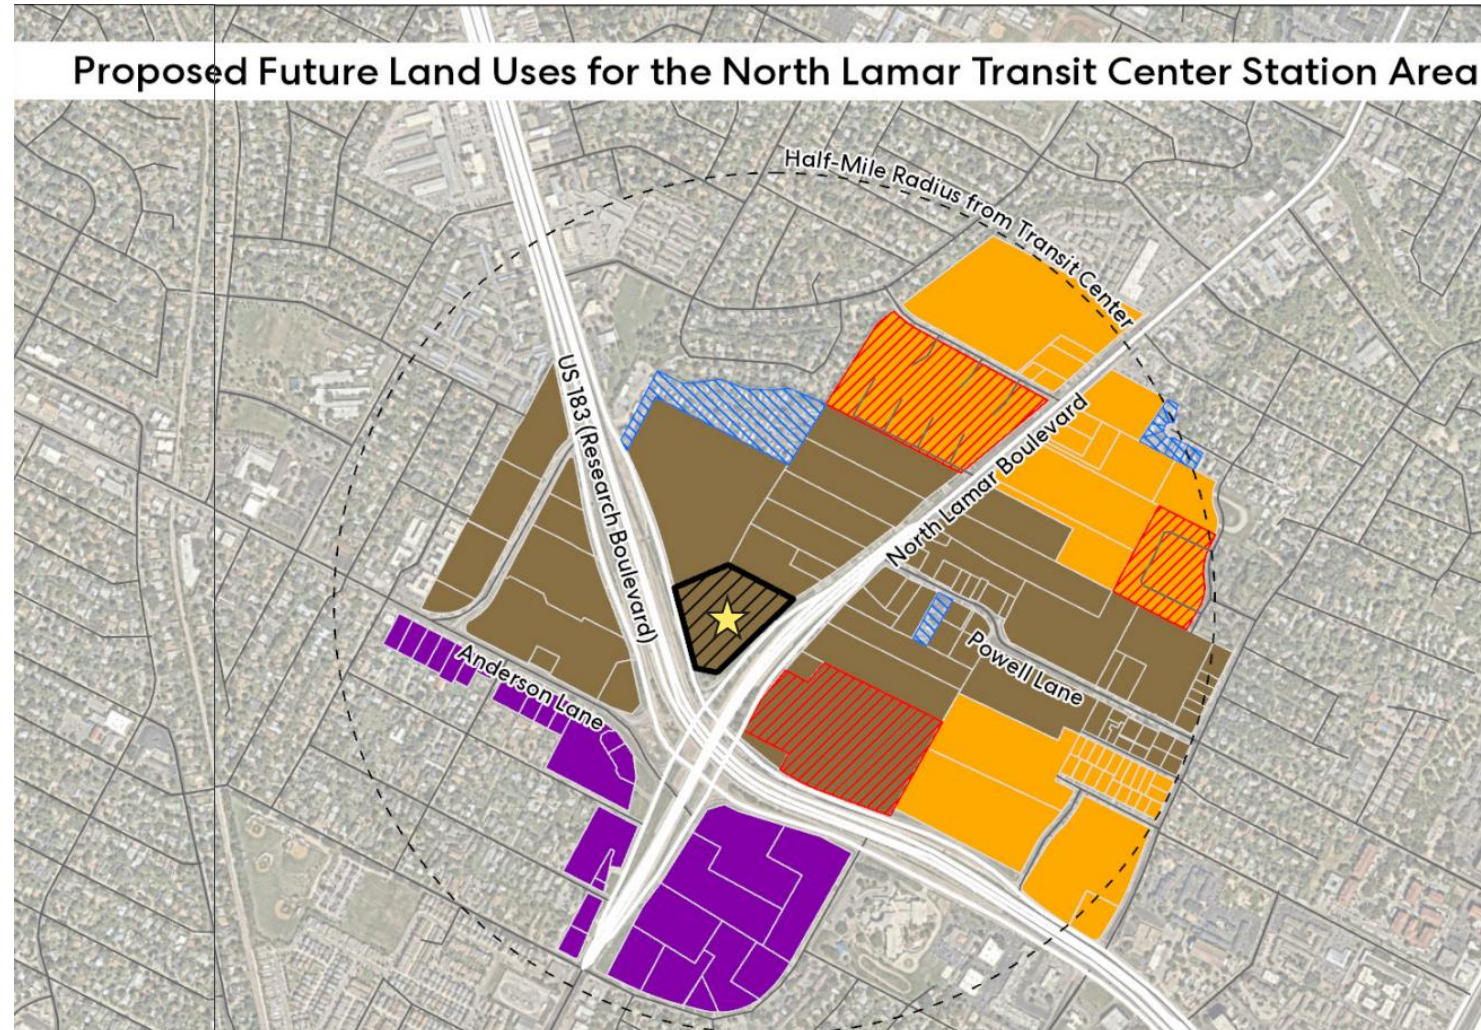 Proposed Future Land Uses for the North Lamar Transit Center Station Area
Half-Mile Radius from Transit Center
US 183 (Research Boulevard)
North Lamar Boulevard
Powell Lane
Anderson Lane